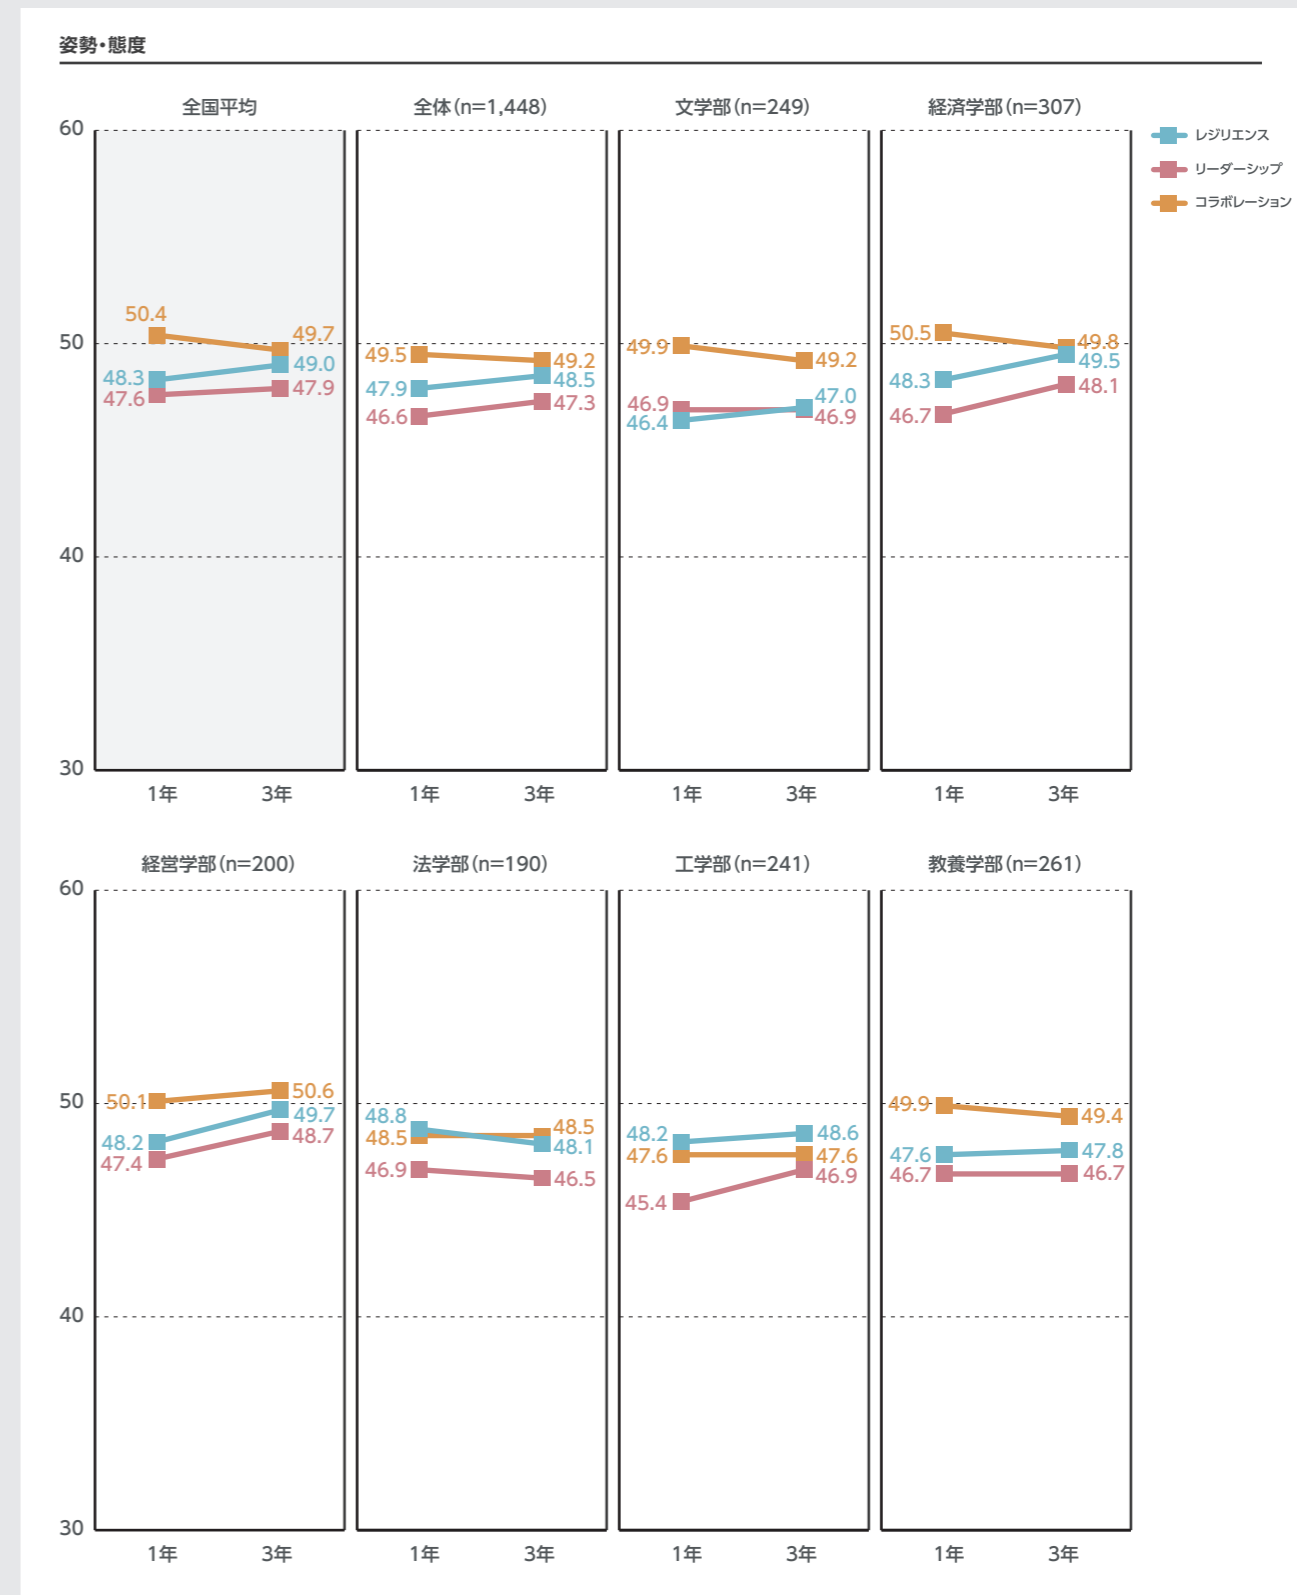 姿勢・態度
全国平均
全体（n=1,448）
文学部（n=249）
経済学部（n=307）
レジリエンス
リーダーシップ
コラボレーション
60
50
40
30
50.4
49.7
48.3
49.0
47.6
47.9
49.5
49.2
47.9
48.5
46.6
47.3
49.9
49.2
46.9
47.0
46.4
46.9
50.5
49.8
48.3
49.5
46.7
48.1
1年 3年
1年 3年
1年 3年
1年 3年
経営学部（n=200）
法学部（n=190）
工学部（n=241）
教養学部（n=261）
60
50
40
30
50.1
50.6
48.2
49.7
47.4
48.7
48.8
48.5
48.5
48.1
46.9
46.5
48.2
48.6
47.6
47.6
45.4
46.9
49.9
49.4
47.6
47.8
46.7
46.7
1年 3年
1年 3年
1年 3年
1年 3年